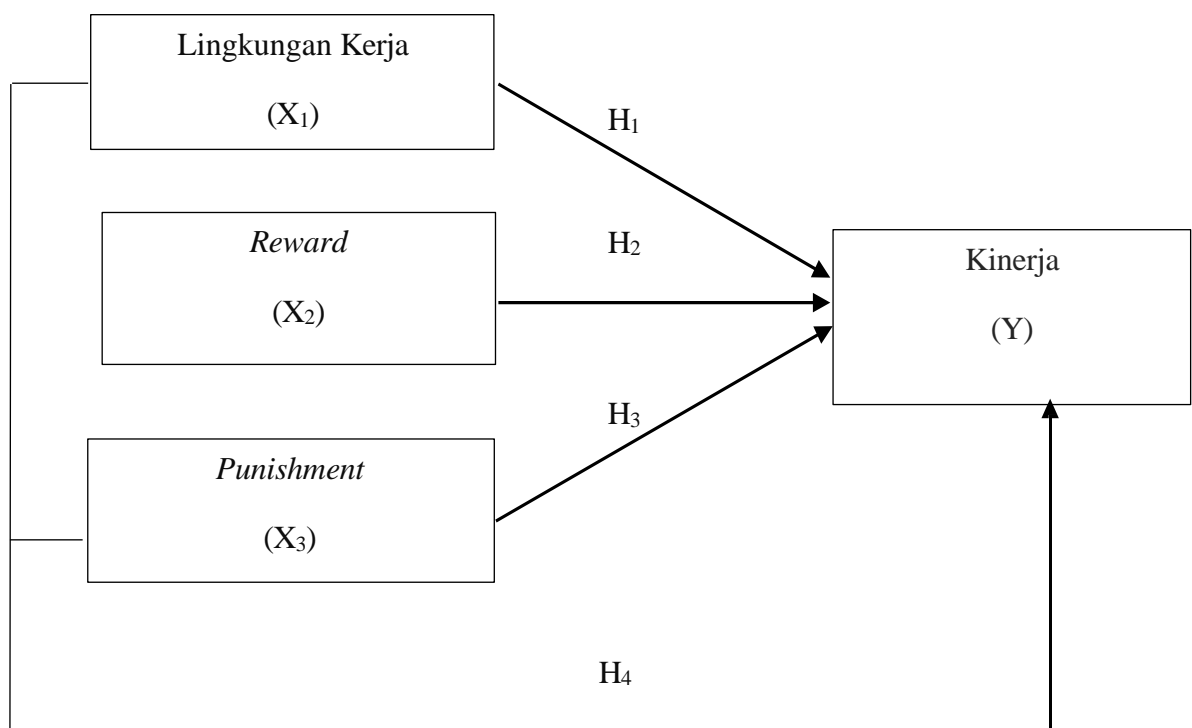 Lingkungan Kerja
(X₁)
H₁
Reward
(X₂)
H₂
Kinerja
(Y)
H₃
Punishment
(X₃)
H₄